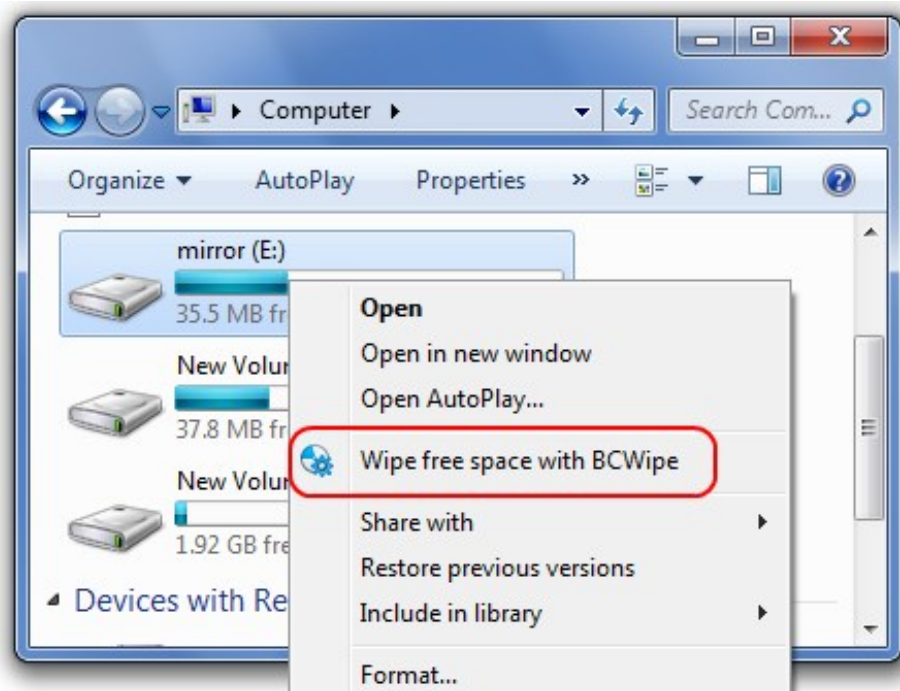 Computer
Search Com...
Organize
AutoPlay
Properties
»
mirror (E:)
35.5 MB fr
New Volu
37.8 MB fr
New Volu
1.92 GB fre
Devices with Re
Open
Open in new window
Open AutoPlay...
Wipe free space with BCWipe
Share with
Restore previous versions
Include in library
Format...